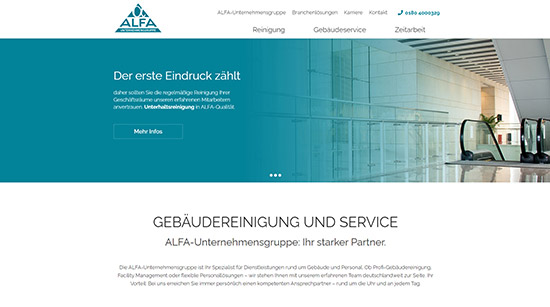 ALFA
UNTERNEHMENSGRUPPE
ALFA-Unternehmensgruppe Branchenlösungen Karriere Kontakt 0180 4000329
Reinigung Gebäudeservice Zeitarbeit
Der erste Eindruck zählt
daher sollten Sie die regelmäßige Reinigung Ihrer
Geschäftsräume unseren erfahrenen Mitarbeitern
anvertrauen. Unterhaltsreinigung in ALFA-Qualität.
Mehr Infos
GEBÄUDEREINIGUNG UND SERVICE
ALFA-Unternehmensgruppe: Ihr starker Partner.
Die ALFA-Unternehmensgruppe ist Ihr Spezialist für Dienstleistungen rund um Gebäude und Personal. Ob Profi-Gebäudereinigung,
Facility Management oder flexible Personallösungen – wir stehen Ihnen mit unserem erfahrenen Team deutschlandweit zur Seite. Ihr
Vorteil: Bei uns erreichen Sie immer persönlich einen kompetenten Ansprechpartner – rund um die Uhr und an jedem Tag.